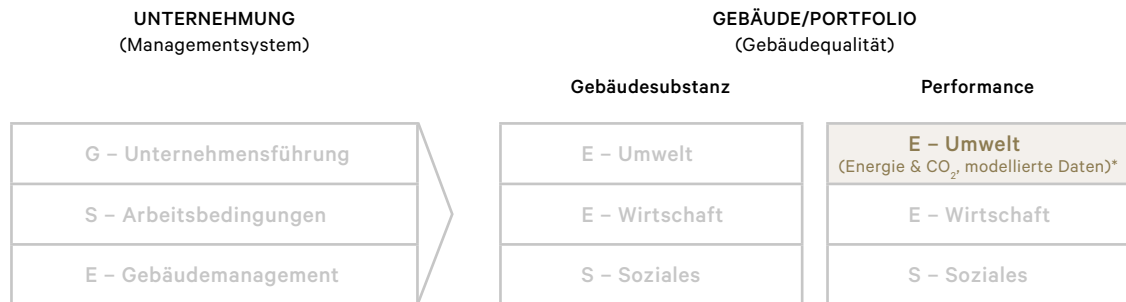 UNTERNEHMUNG
(Managementsystem)
GEBÄUDE/PORTFOLIO
(Gebäudequalität)
Gebäudesubstanz
Performance
G – Unternehmensführung
S – Arbeitsbedingungen
E – Gebäudemanagement
E – Umwelt
E – Wirtschaft
S – Soziales
E – Umwelt
(Energie & CO₂, modellierte Daten)*
E – Wirtschaft
S – Soziales